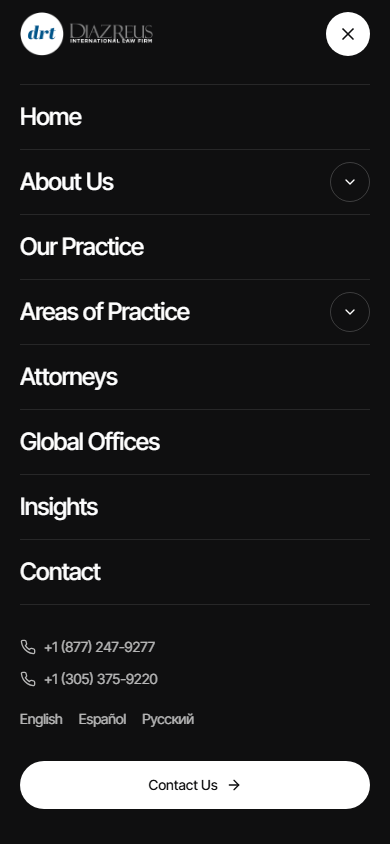 drt DIAZREUS
INTERNATIONAL LAW FIRM
Home
About Us
Our Practice
Areas of Practice
Attorneys
Global Offices
Insights
Contact
+1 (877) 247-9277
+1 (305) 375-9220
English Español Русский
Contact Us